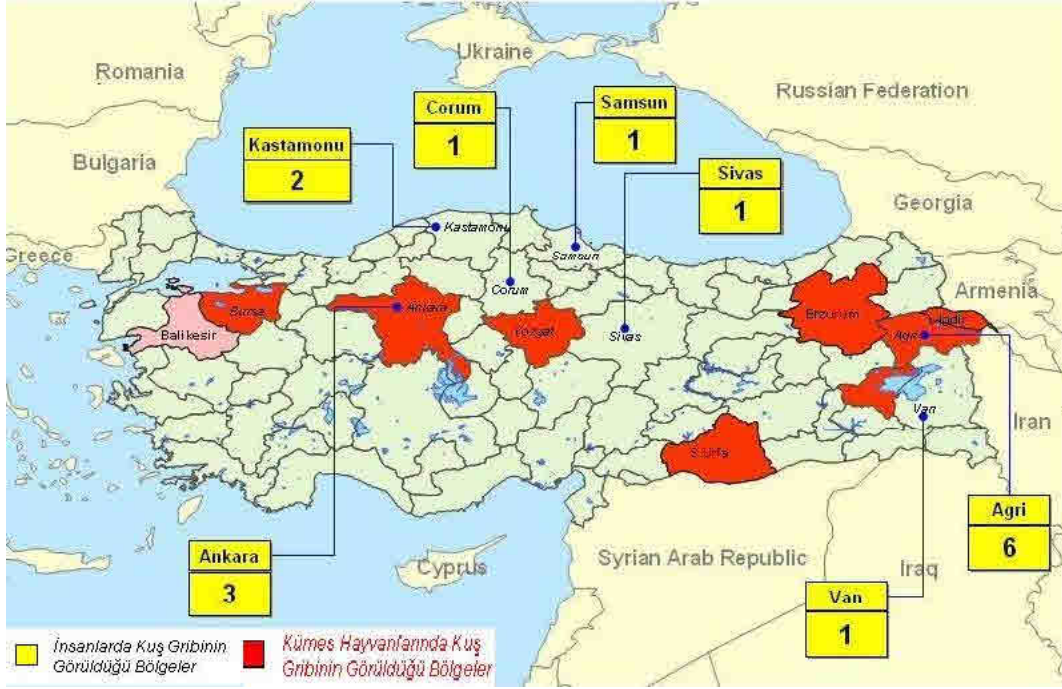 Ukraine
Romania
Russian Federation
Corum
1
Samsun
1
Kastamonu
2
Bulgaria
Sivas
1
Georgia
Greece
Kastamonu
Samsun
Armenia
Corum
Bursa
Ankara
Yozgat
Erzurum
Balikesir
Sivas
Agri
Van
Iran
S.Urfa
Agri
6
Ankara
3
Cyprus
Syrian Arab Republic
Iraq
Van
1
İnsanlarda Kuş Gribinin
Görüldüğü Bölgeler
Kümes Hayvanlarında Kuş
Gribinin Görüldüğü Bölgeler